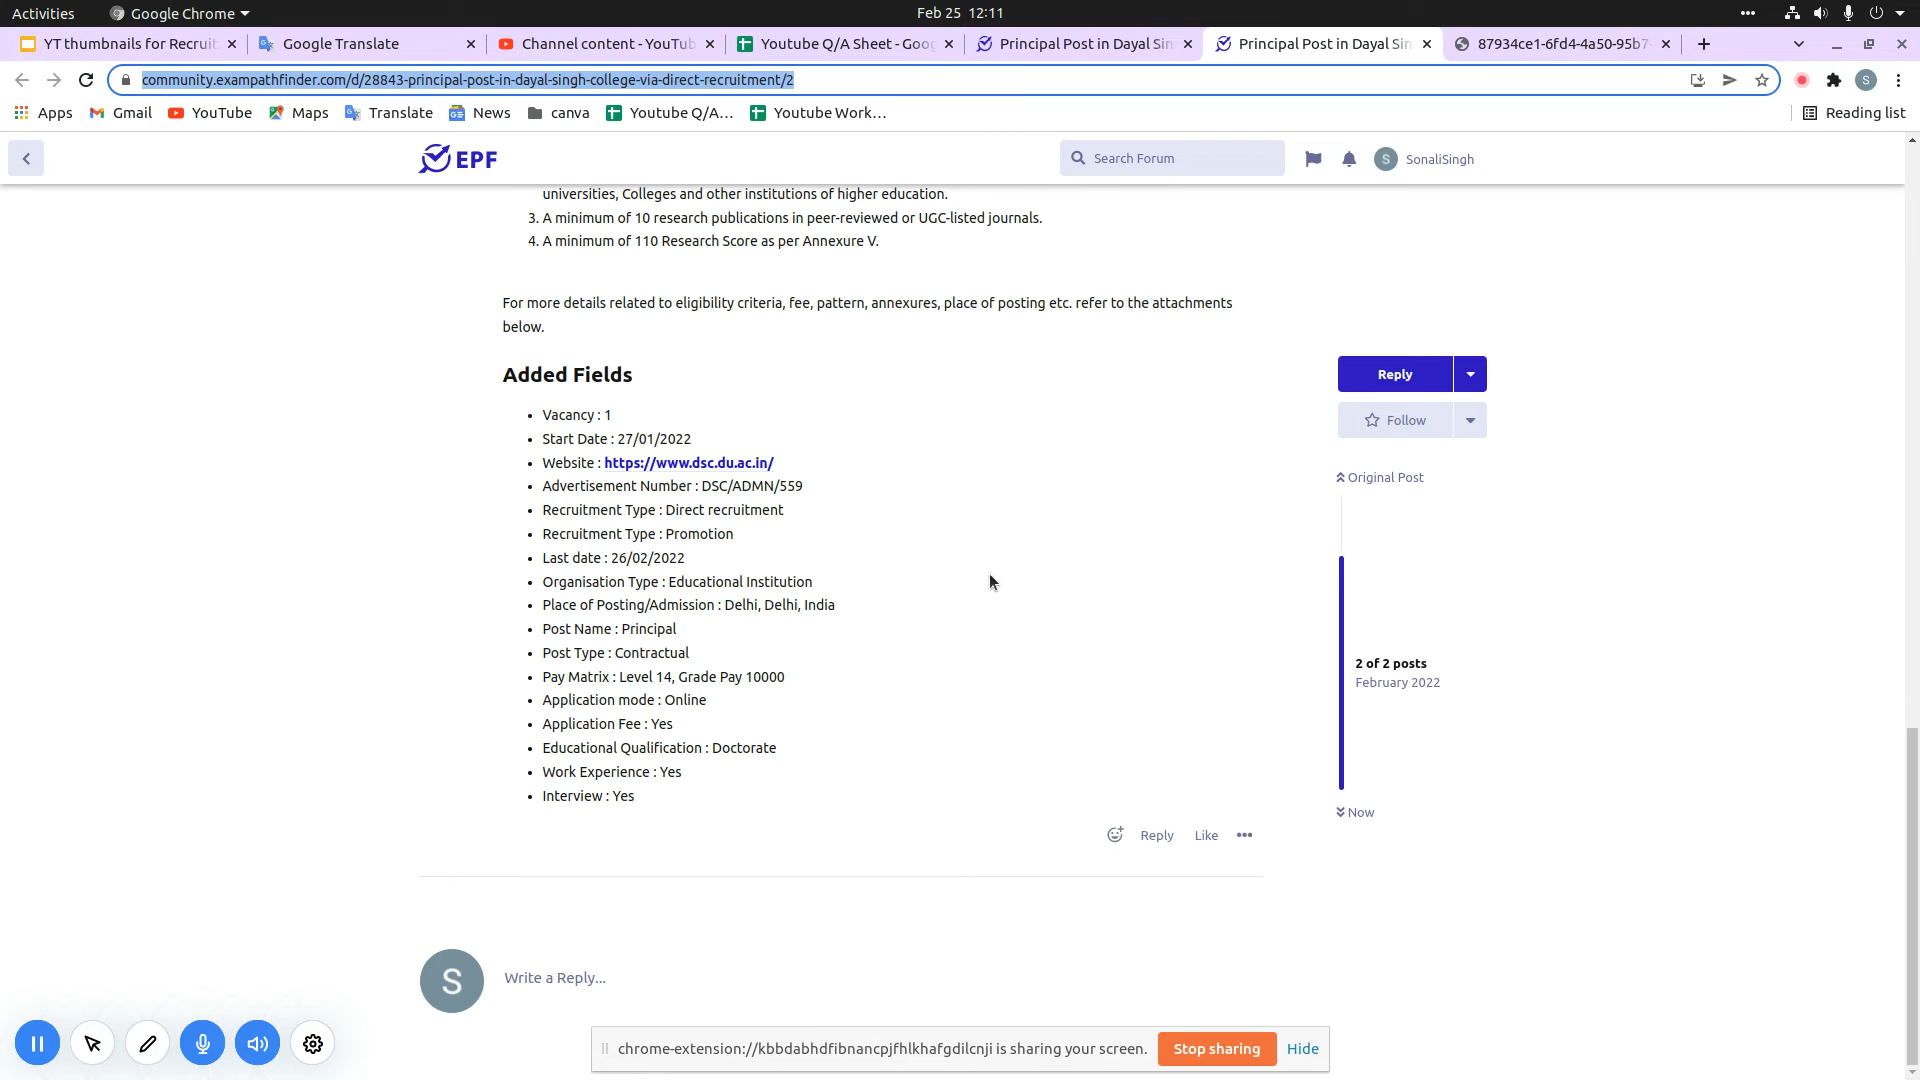 Activities
Google Chrome
Feb 25 12:11
YT thumbnails for Recruit
Google Translate
Channel content - YouTub
Youtube Q/A Sheet - Goog
Principal Post in Dayal Sin
Principal Post in Dayal Sin
87934ce1-6fd4-4a50-95b7-
community.exampathfinder.com/d/28843-principal-post-in-dayal-singh-college-via-direct-recruitment/2
S
Apps
Gmail
YouTube
Maps
Translate
News
canva
Youtube Q/A...
Youtube Work...
Reading list
EPF
Search Forum
S
SonaliSingh
universities, Colleges and other institutions of higher education.
3. A minimum of 10 research publications in peer-reviewed or UGC-listed journals.
4. A minimum of 110 Research Score as per Annexure V.
For more details related to eligibility criteria, fee, pattern, annexures, place of posting etc. refer to the attachments
below.
Added Fields
• Vacancy : 1
• Start Date : 27/01/2022
• Website : https://www.dsc.du.ac.in/
• Advertisement Number : DSC/ADMN/559
• Recruitment Type : Direct recruitment
• Recruitment Type : Promotion
• Last date : 26/02/2022
• Organisation Type : Educational Institution
• Place of Posting/Admission : Delhi, Delhi, India
• Post Name : Principal
• Post Type : Contractual
• Pay Matrix : Level 14, Grade Pay 10000
• Application mode : Online
• Application Fee : Yes
• Educational Qualification : Doctorate
• Work Experience : Yes
• Interview : Yes
Reply
Follow
Original Post
2 of 2 posts
February 2022
Now
Reply
Like
S
Write a Reply...
chrome-extension://kbbdabhdfibnancpjfhlkhafgdilcnji is sharing your screen.
Stop sharing
Hide